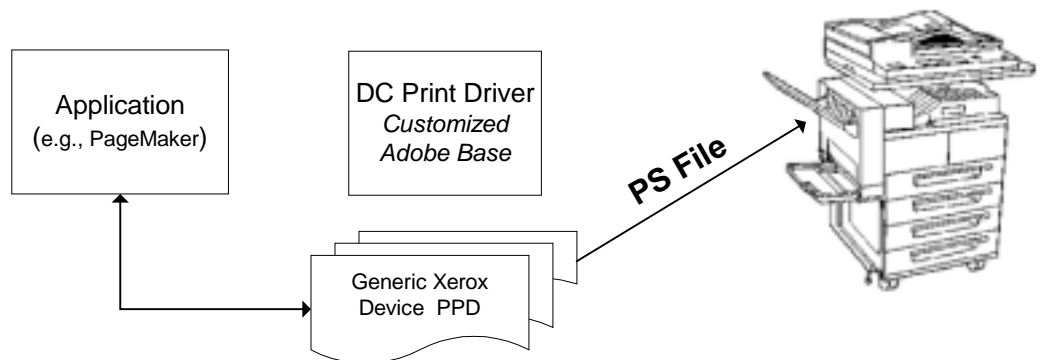 Application
(e.g., PageMaker)
DC Print Driver
Customized
Adobe Base
PS File
Generic Xerox
Device PPD